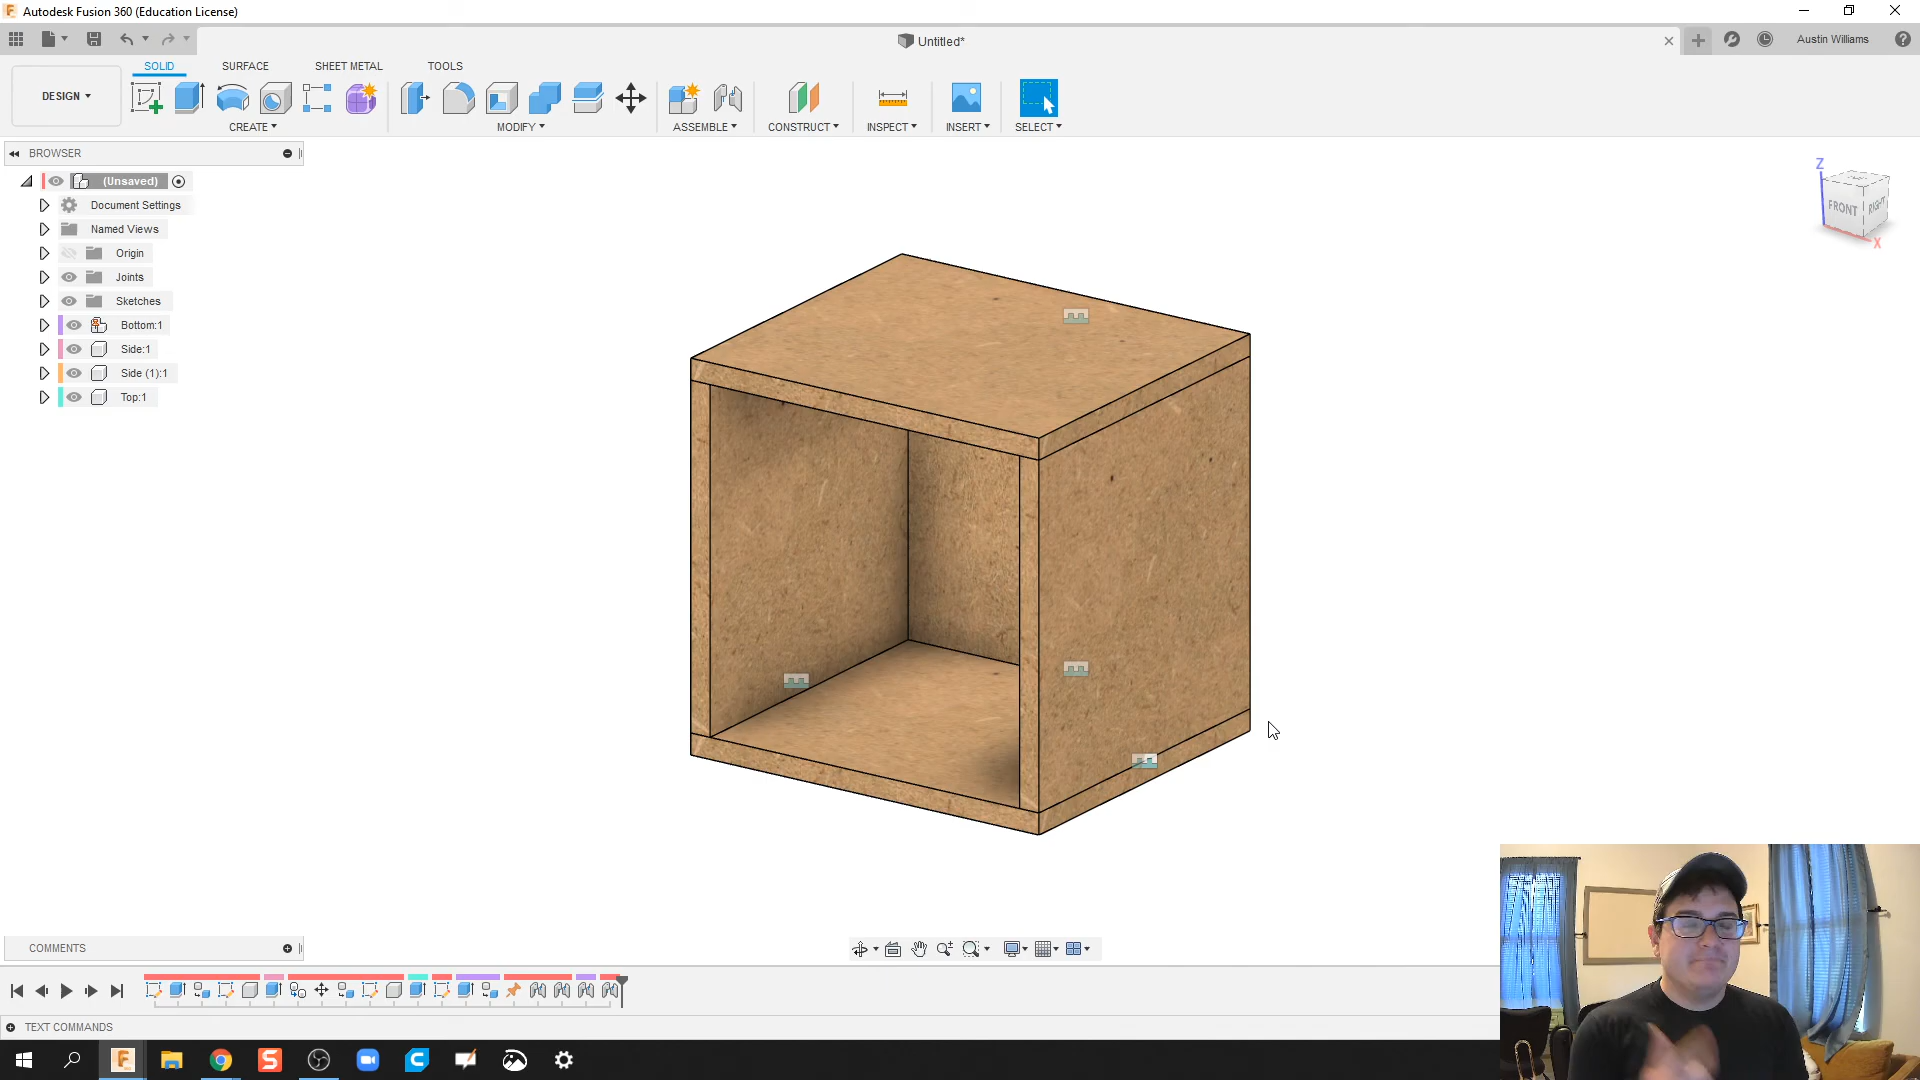 Autodesk Fusion 360 (Education License)
Untitled*
Austin Williams
DESIGN
SOLID SURFACE SHEET METAL TOOLS
CREATE MODIFY ASSEMBLE CONSTRUCT INSPECT INSERT SELECT
BROWSER
(Unsaved)
Document Settings
Named Views
Origin
Joints
Sketches
Bottom:1
Side:1
Side (1):1
Top:1
Z
FRONT RIGHT
X
COMMENTS
TEXT COMMANDS